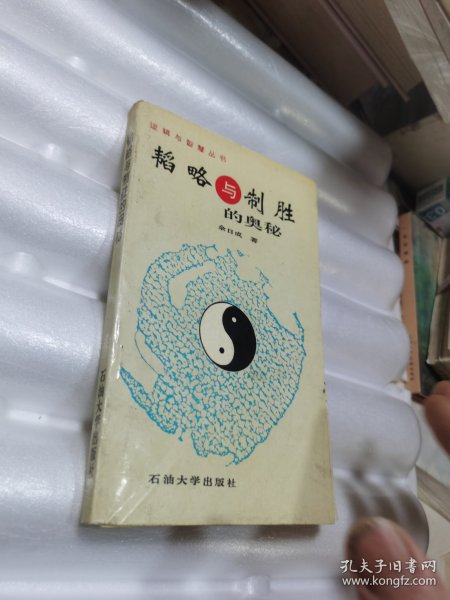 逻辑与智慧丛书
韬略与制胜
的奥秘
余日成 著
石油大学出版社
孔夫子旧书网
www.kongfz.com